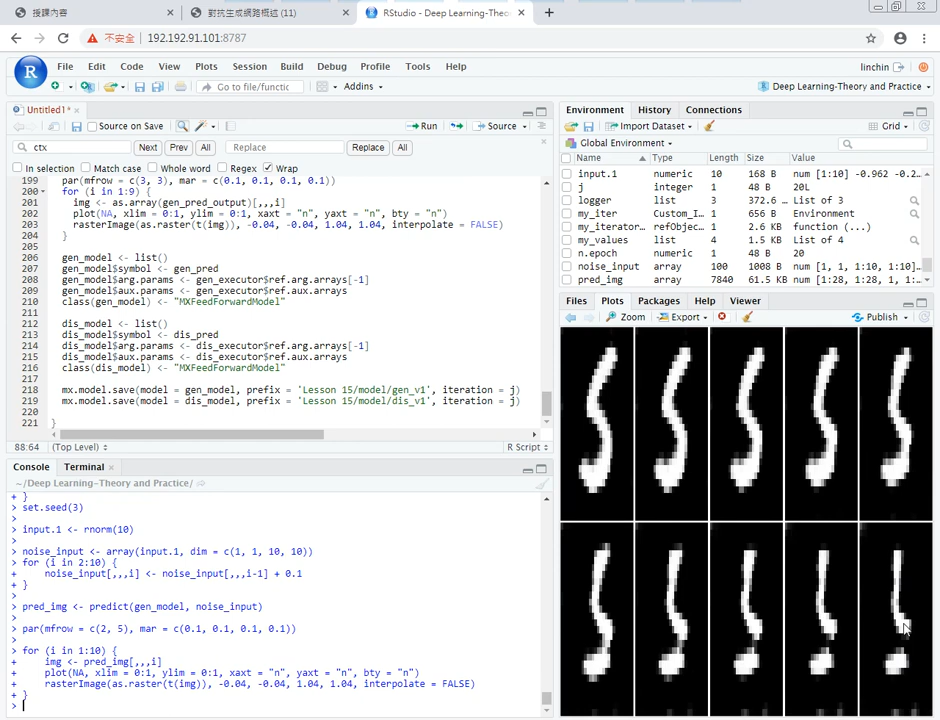 授課內容
對抗生成網路概述 (11)
RStudio - Deep Learning-Theo
不安全
192.192.91.101:8787
File Edit Code View Plots Session Build Debug Profile Tools Help
linchin
Go to file/functic
Addins
Deep Learning-Theory and Practice
Untitled1*
Source on Save
Run
Source
ctx
Next
Prev
All
Replace
Replace
All
In selection
Match case
Whole word
Regex
Wrap
199 par(mfrow = c(3, 3), mar = c(0.1, 0.1, 0.1, 0.1))
200 for (i in 1:9) {
201 img <- as.array(gen_pred_output)[,,,i]
202 plot(NA, xlim = 0:1, ylim = 0:1, xaxt = "n", yaxt = "n", bty = "n")
203 rasterImage(as.raster(t(img)), -0.04, -0.04, 1.04, 1.04, interpolate = FALSE)
204 }
205
206 gen_model <- list()
207 gen_model$symbol <- gen_pred
208 gen_model$arg.params <- gen_executor$ref.arg.arrays[-1]
209 gen_model$aux.params <- gen_executor$ref.aux.arrays
210 class(gen_model) <- "MXFeedForwardModel"
211
212 dis_model <- list()
213 dis_model$symbol <- dis_pred
214 dis_model$arg.params <- dis_executor$ref.arg.arrays[-1]
215 dis_model$aux.params <- dis_executor$ref.aux.arrays
216 class(dis_model) <- "MXFeedForwardModel"
217
218 mx.model.save(model = gen_model, prefix = 'Lesson 15/model/gen_v1', iteration = j)
219 mx.model.save(model = dis_model, prefix = 'Lesson 15/model/dis_v1', iteration = j)
220
221 }
88:64 (Top Level)
R Script
Console Terminal
~/Deep Learning-Theory and Practice/
+ }
> set.seed(3)
>
> input.1 <- rnorm(10)
>
> noise_input <- array(input.1, dim = c(1, 1, 10, 10))
> for (i in 2:10) {
+ noise_input[,,,i] <- noise_input[,,,i-1] + 0.1
+ }
>
> pred_img <- predict(gen_model, noise_input)
>
> par(mfrow = c(2, 5), mar = c(0.1, 0.1, 0.1, 0.1))
>
> for (i in 1:10) {
+ img <- pred_img[,,,i]
+ plot(NA, xlim = 0:1, ylim = 0:1, xaxt = "n", yaxt = "n", bty = "n")
+ rasterImage(as.raster(t(img)), -0.04, -0.04, 1.04, 1.04, interpolate = FALSE)
+ }
>
Environment History Connections
Import Dataset
Grid
Global Environment
Name Type Length Size Value
input.1 numeric 10 168 B num [1:10] -0.962 -0.2…
j integer 1 48 B 20L
logger list 3 372.6 … List of 3
my_iter Custom_I… 1 656 B Environment
my_iterator… refObjec… 1 2.6 KB function (...)
my_values list 4 1.5 KB List of 4
n.epoch numeric 1 48 B 20
noise_input array 100 1008 B num [1, 1, 1:10, 1:10]…
pred_img array 7840 61.5 KB num [1:28, 1:28, 1, 1:…
Files Plots Packages Help Viewer
Zoom
Export
Publish